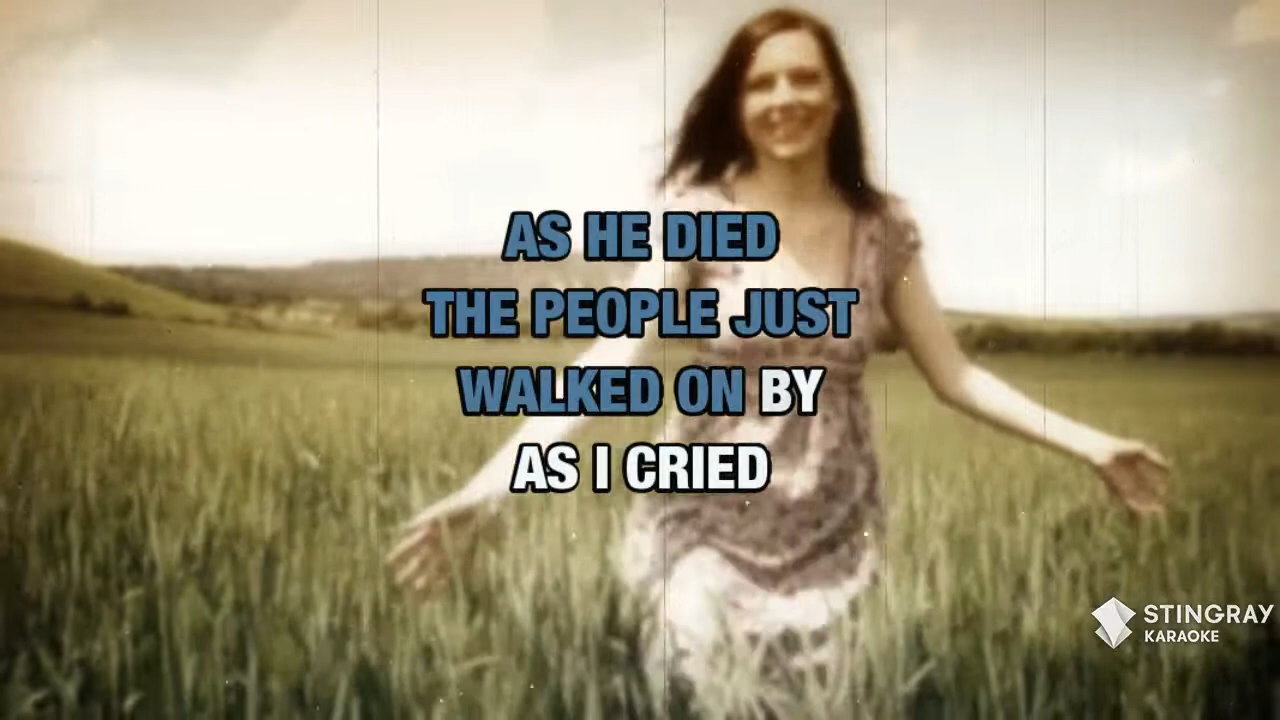 AS HE DIED
THE PEOPLE JUST
WALKED ON BY
AS I CRIED
STINGRAY
KARAOKE